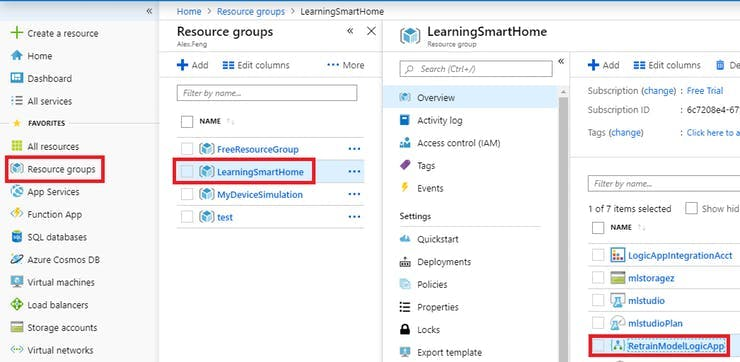 «
Create a resource
Home
Dashboard
All services
FAVORITES
All resources
Resource groups
App Services
Function App
SQL databases
Azure Cosmos DB
Virtual machines
Load balancers
Storage accounts
Virtual networks
Home > Resource groups > LearningSmartHome
Resource groups
Alex.Feng
Add Edit columns ••• More
Filter by name...
NAME
FreeResourceGroup
LearningSmartHome
MyDeviceSimulation
test
LearningSmartHome
Resource group
Search (Ctrl+/)
Overview
Activity log
Access control (IAM)
Tags
Events
Settings
Quickstart
Deployments
Policies
Properties
Locks
Export template
Add Edit columns De
Subscription (change) : Free Trial
Subscription ID : 6c7208e4-67
Tags (change) : Click here to a
Filter by name...
1 of 7 items selected Show hid
NAME
LogicAppIntegrationAcct
mlstoragez
mlstudio
mlstudioPlan
RetrainModelLogicApp